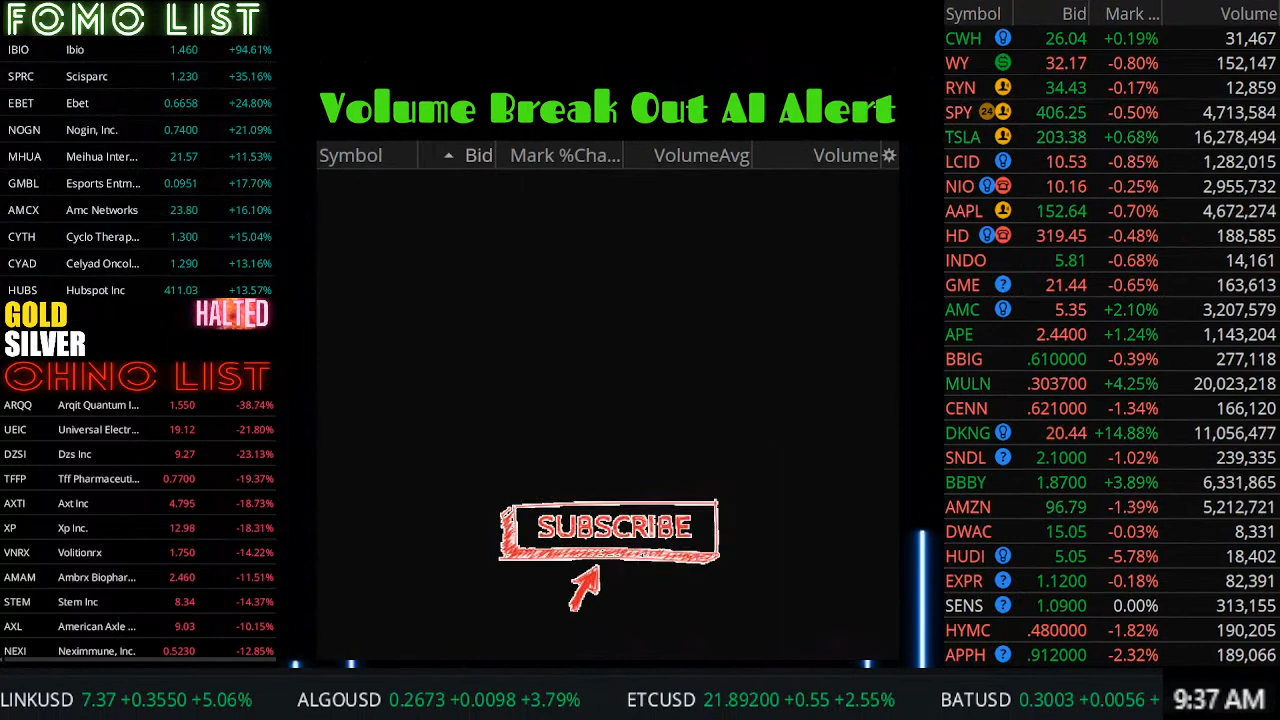 FOMO LIST
IBIO Ibio 1.460 +94.61%
SPRC Scisparc 1.230 +35.16%
EBET Ebet 0.6658 +24.80%
NOGN Nogin, Inc. 0.7400 +21.09%
MHUA Meihua Inter... 21.57 +11.53%
GMBL Esports Entm... 0.0951 +17.70%
AMCX Amc Networks 23.80 +16.10%
CYTH Cyclo Therap... 1.300 +15.04%
CYAD Celyad Oncol... 1.290 +13.16%
HUBS Hubspot Inc 411.03 +13.57%
GOLD HALTED
SILVER
OHNO LIST
ARQQ Arqit Quantum I... 1.550 -38.74%
UEIC Universal Electr... 19.12 -21.80%
DZSI Dzs Inc 9.27 -23.13%
TFFP Tff Pharmaceuti... 0.7700 -19.37%
AXTI Axt Inc 4.795 -18.73%
XP Xp Inc. 12.98 -18.31%
VNRX Volitionrx 1.750 -14.22%
AMAM Ambrx Biophar... 2.460 -11.51%
STEM Stem Inc 8.34 -14.37%
AXL American Axle ... 9.03 -10.15%
NEXI Neximmune, Inc. 0.5230 -12.85%
Volume Break Out AI Alert
Symbol Bid Mark %Cha... VolumeAvg Volume
SUBSCRIBE
Symbol Bid Mark ... Volume
CWH 26.04 +0.19% 31,467
WY 32.17 -0.80% 152,147
RYN 34.43 -0.17% 12,859
SPY 24 406.25 -0.50% 4,713,584
TSLA 203.38 +0.68% 16,278,494
LCID 10.53 -0.85% 1,282,015
NIO 10.16 -0.25% 2,955,732
AAPL 152.64 -0.70% 4,672,274
HD 319.45 -0.48% 188,585
INDO 5.81 -0.68% 14,161
GME ? 21.44 -0.65% 163,613
AMC 5.35 +2.10% 3,207,579
APE 2.4400 +1.24% 1,143,204
BBIG .610000 -0.39% 277,118
MULN .303700 +4.25% 20,023,218
CENN .621000 -1.34% 166,120
DKNG 20.44 +14.88% 11,056,477
SNDL ? 2.1000 -1.02% 239,335
BBBY 1.8700 +3.89% 6,331,865
AMZN 96.79 -1.39% 5,212,721
DWAC 15.05 -0.03% 8,331
HUDI 5.05 -5.78% 18,402
EXPR ? 1.1200 -0.18% 82,391
SENS ? 1.0900 0.00% 313,155
HYMC .480000 -1.82% 190,205
APPH .912000 -2.32% 189,066
LINKUSD 7.37 +0.3550 +5.06% ALGOUSD 0.2673 +0.0098 +3.79% ETCUSD 21.89200 +0.55 +2.55% BATUSD 0.3003 +0.0056 + 9:37 AM